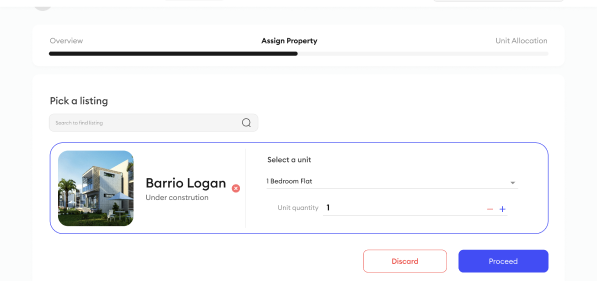 Overview
Assign Property
Unit Allocation
Pick a listing
Search to find listing
Select a unit
1 Bedroom Flat
Barrio Logan
Under constrution
Unit quantity 1
Discard
Proceed